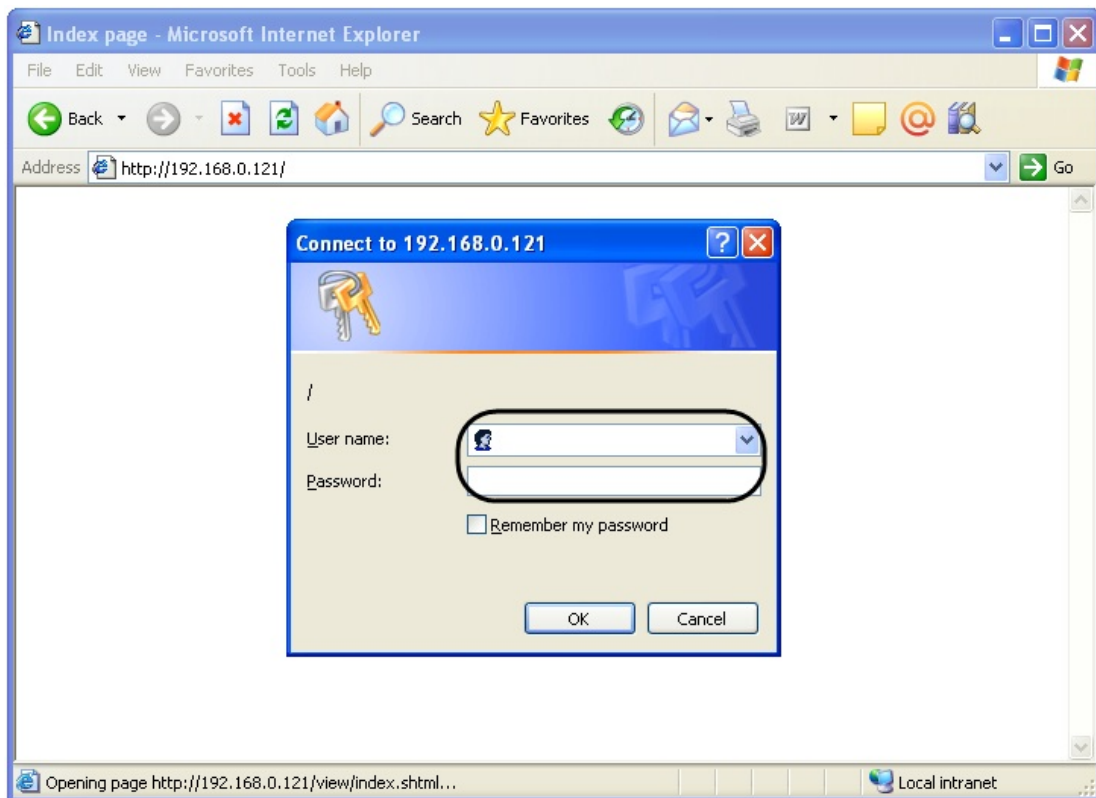 Index page - Microsoft Internet Explorer
File Edit View Favorites Tools Help
Back Search Favorites
Address http://192.168.0.121/ Go
Connect to 192.168.0.121
/
User name:
Password:
Remember my password
OK Cancel
Opening page http://192.168.0.121/view/index.shtml... Local intranet